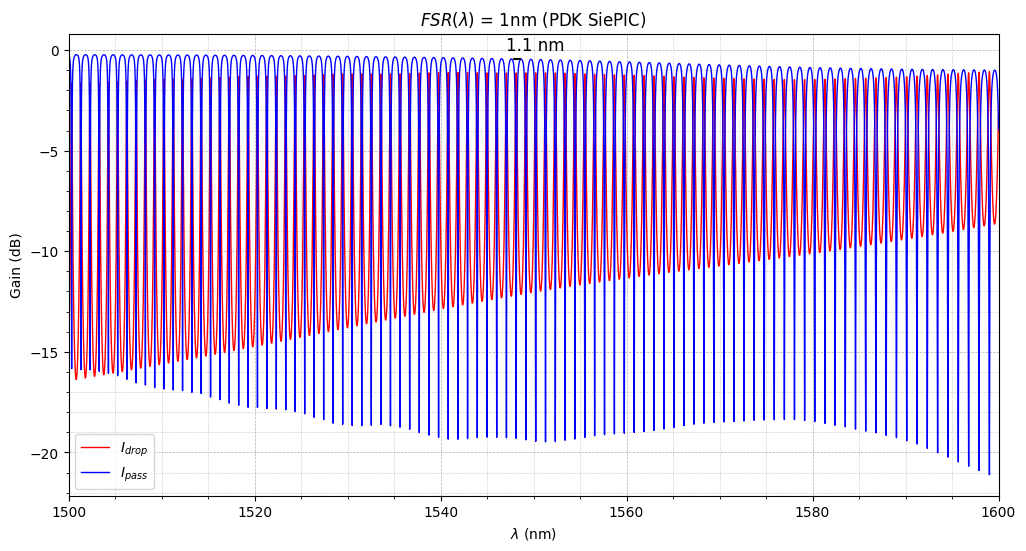 FSR(λ) = 1nm (PDK SiePIC)
1.1 nm
0
−5
−10
−15
−20
Gain (dB)
I_drop
I_pass
1500 1520 1540 1560 1580 1600
λ (nm)